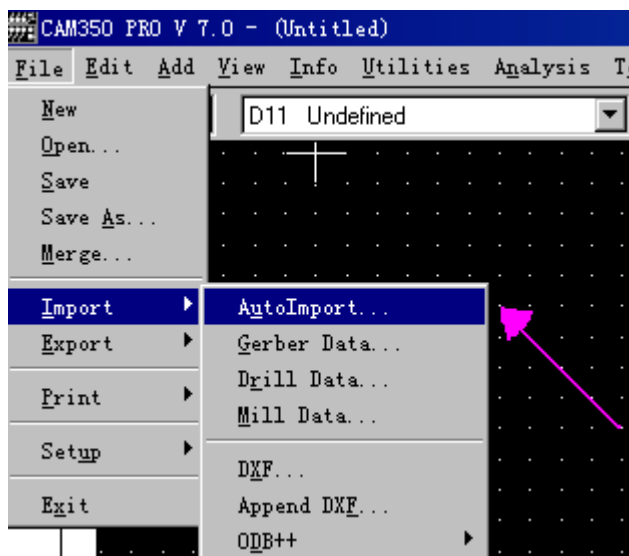 CAM350 PRO V 7.0 - (Untitled)
File Edit Add View Info Utilities Analysis
New
D11 Undefined
Open...
Save
Save As...
Merge...
Import
AutoImport...
Export
Gerber Data...
Drill Data...
Print
Mill Data...
Setup
DXF...
Exit
Append DXF...
ODB++